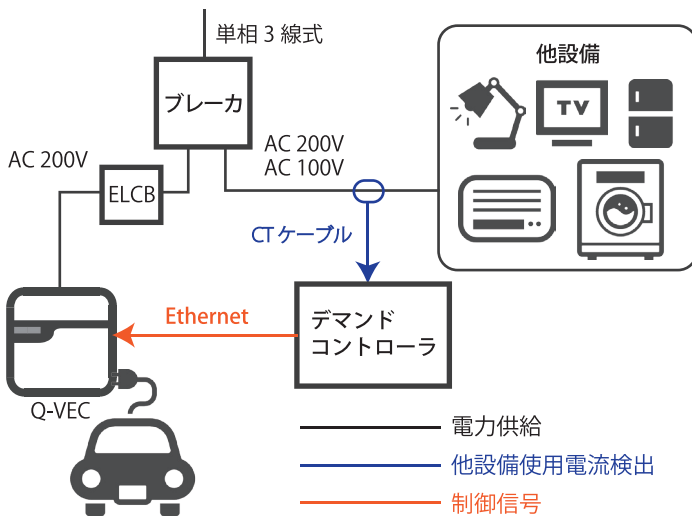 単相3線式
ブレーカ
他設備
TV
AC 200V
AC 100V
AC 200V
ELCB
CTケーブル
Ethernet
デマンド
コントローラ
Q-VEC
電力供給
他設備使用電流検出
制御信号